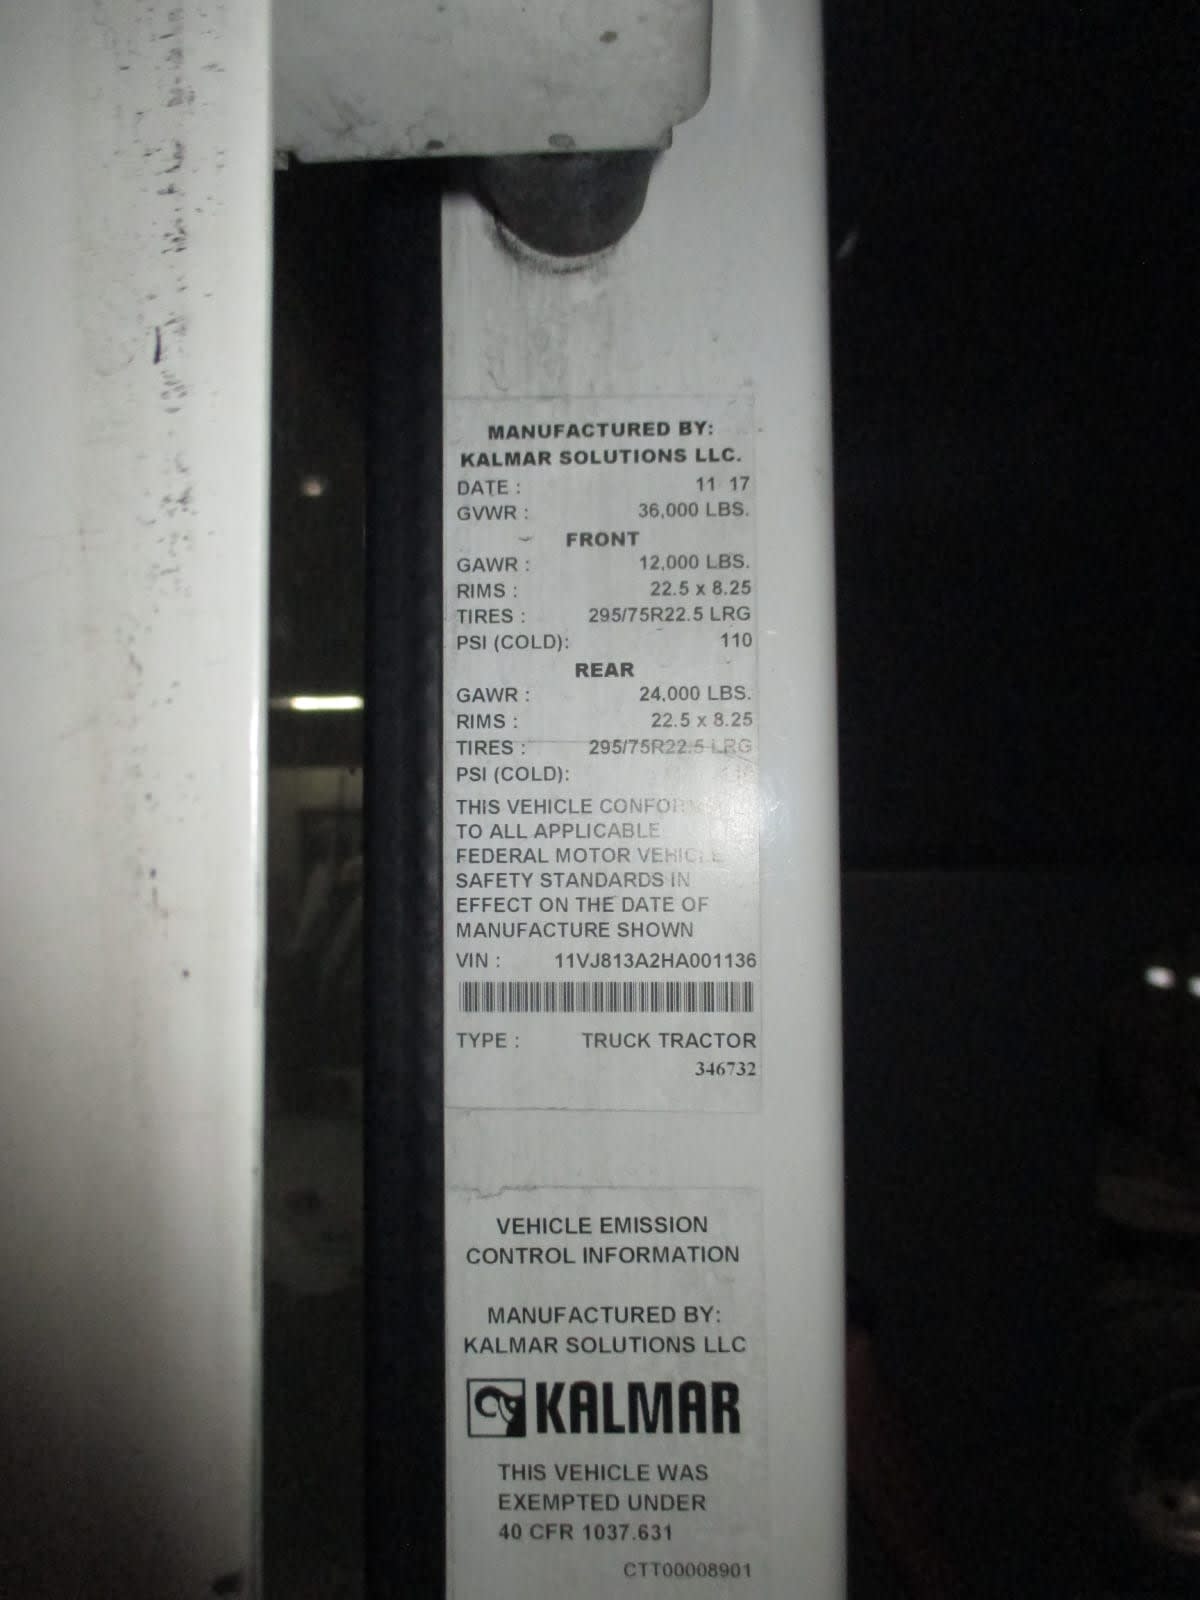 MANUFACTURED BY:
KALMAR SOLUTIONS LLC.
DATE : 11 17
GVWR : 36,000 LBS.
FRONT
GAWR : 12,000 LBS.
RIMS : 22.5 x 8.25
TIRES : 295/75R22.5 LRG
PSI (COLD): 110
REAR
GAWR : 24,000 LBS.
RIMS : 22.5 x 8.25
TIRES : 295/75R22.5 LRG
PSI (COLD):
THIS VEHICLE
TO ALL APPLICABLE
FEDERAL MOTOR VEHICLE
SAFETY STANDARDS IN
EFFECT ON THE DATE OF
MANUFACTURE SHOWN
VIN : 11VJ813A2HA001136
TYPE : TRUCK TRACTOR
346732
VEHICLE EMISSION
CONTROL INFORMATION
MANUFACTURED BY:
KALMAR SOLUTIONS LLC
KALMAR
THIS VEHICLE WAS
EXEMPTED UNDER
40 CFR 1037.631
CTT00008901